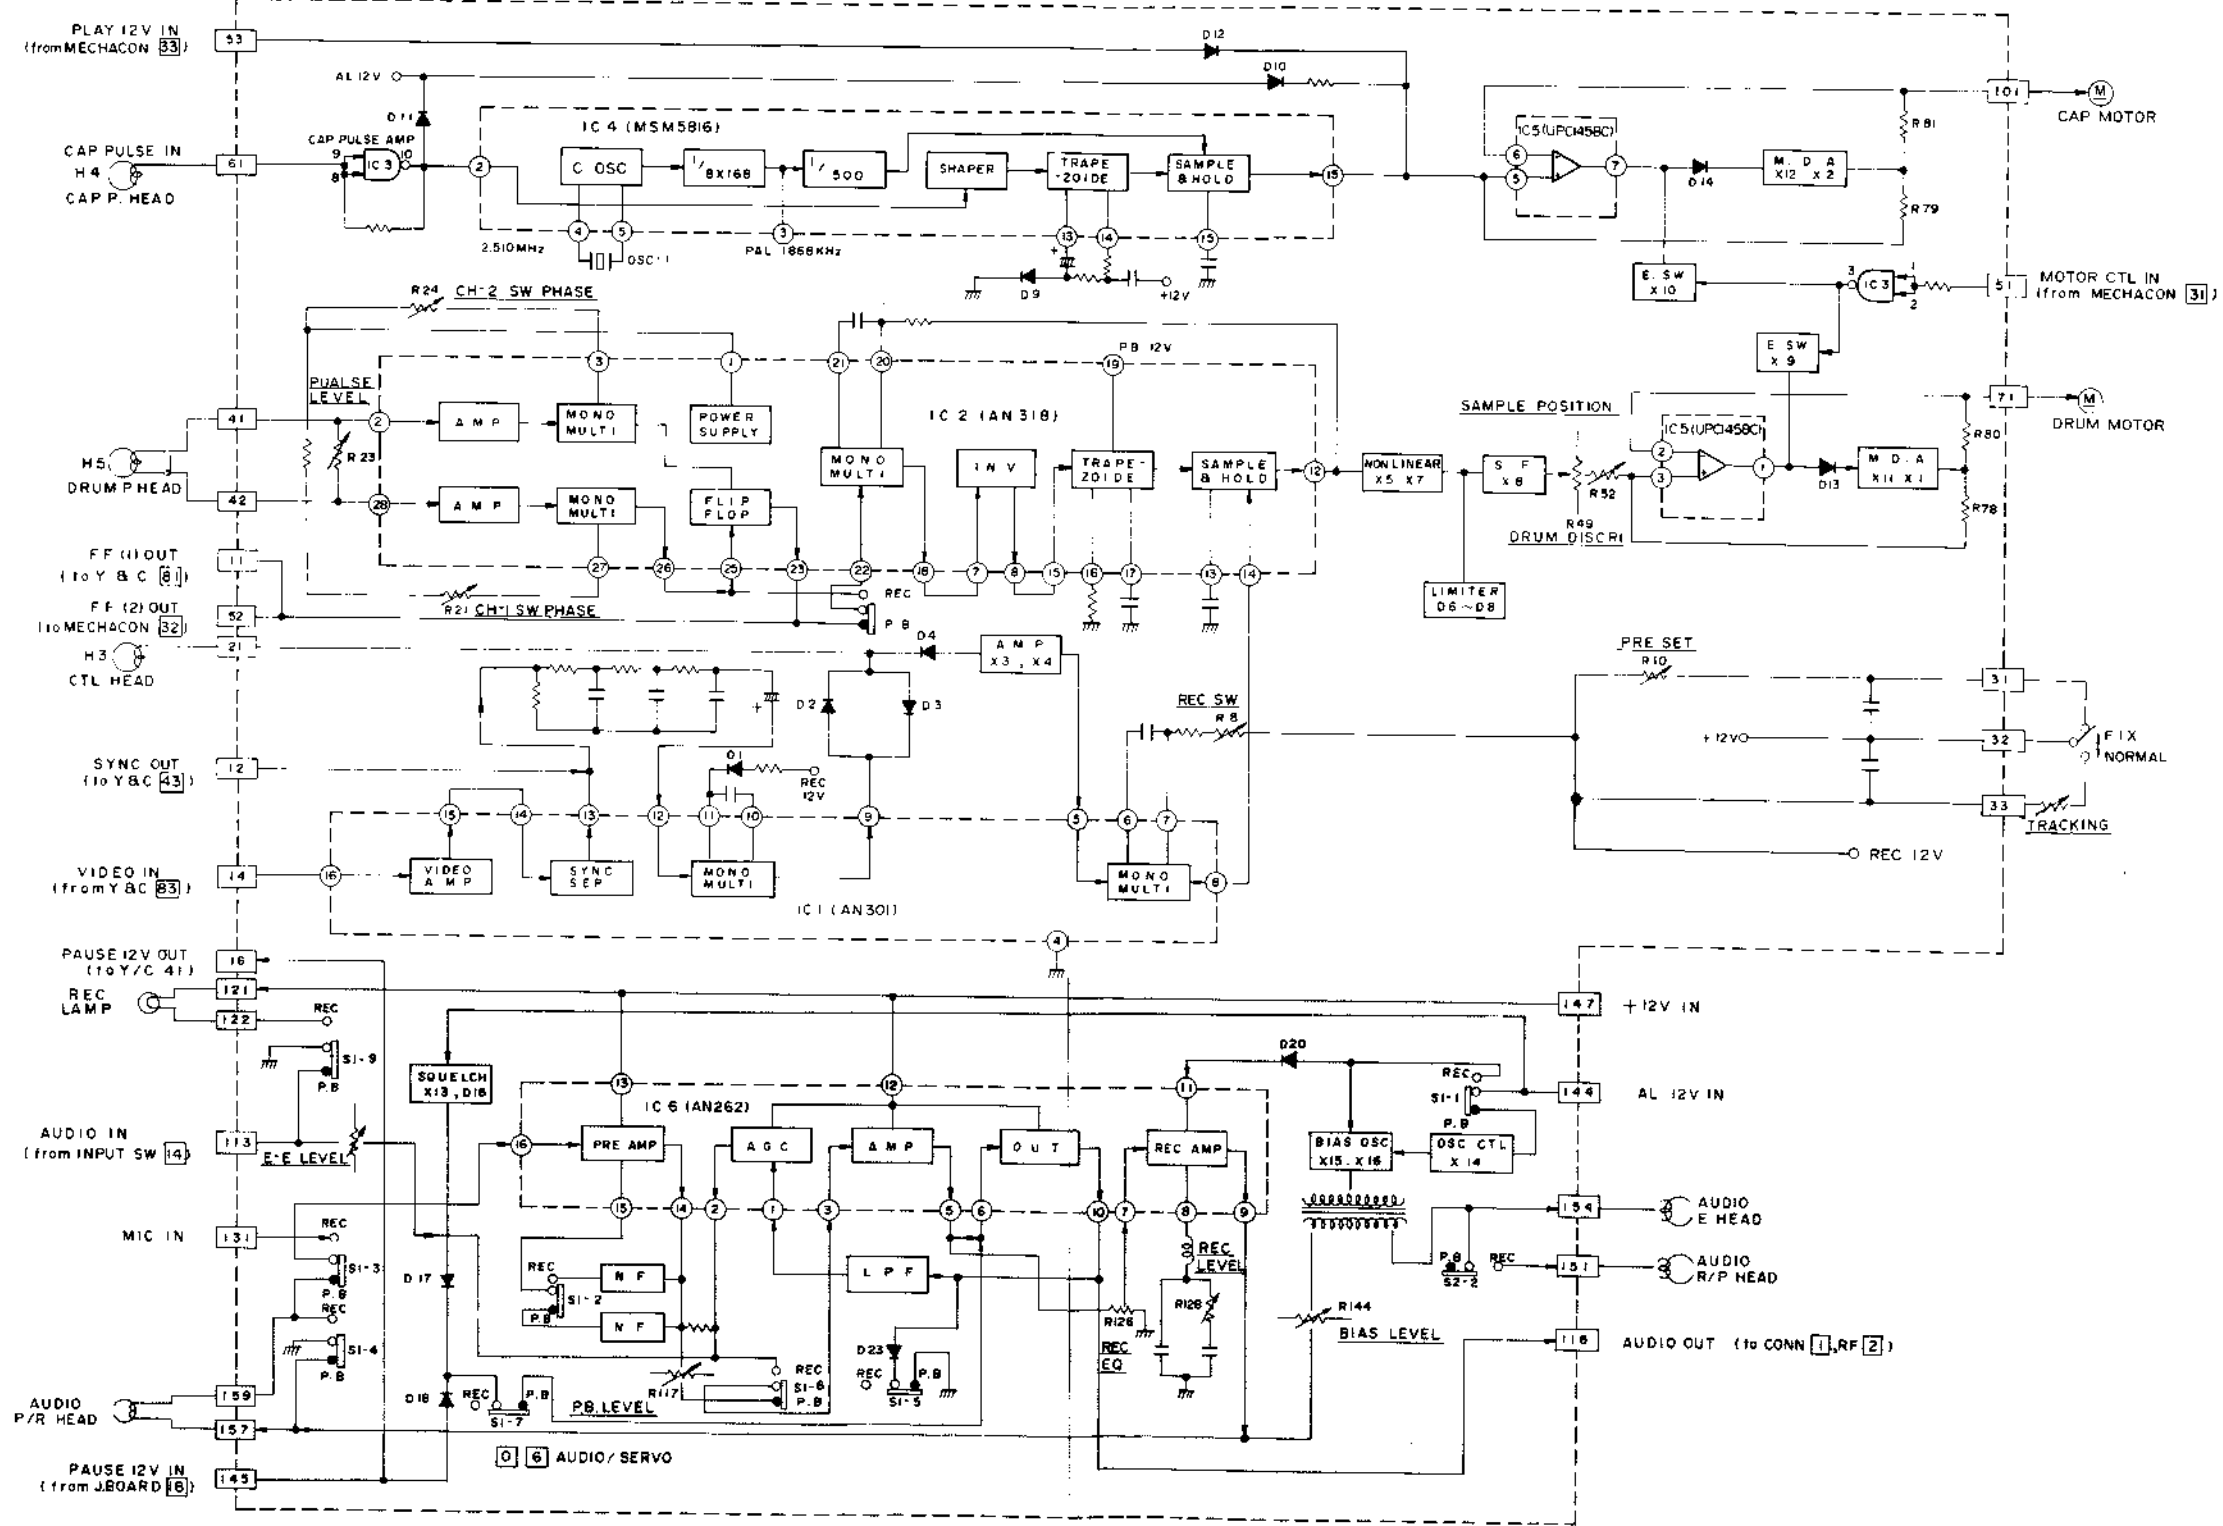 PLAY 12V IN
(from MECHACON 33)
53
D12
AL 12V
D10
D11
CAP PULSE AMP
IC 4 (MSM5816)
CAP PULSE IN
61
H4
CAP P. HEAD
9
8
IC 3
10
2
C OSC
1/8X168
1/500
SHAPER
TRAPE
-ZOIDE
SAMPLE
& HOLD
15
4
5
3
13
14
15
2.510MHz
OSC-1
PAL 1868KHz
D9
+12V
IC5(UPC1458C)
6
5
7
D14
M. D. A
X12 X2
R81
R79
101
M
CAP MOTOR
E. SW
X10
3
IC3
1
2
51
MOTOR CTL IN
(from MECHACON 31)
E SW
X 9
R24
CH-2 SW PHASE
PUALSE
LEVEL
3
1
21
20
PB 12V
19
IC 2 (AN318)
41
H5
DRUM P HEAD
42
R23
2
28
AMP
MONO
MULTI
POWER
SUPPLY
AMP
MONO
MULTI
FLIP
FLOP
MONO
MULTI
INV
TRAPE-
ZOIDE
SAMPLE
& HOLD
12
27
26
25
23
22
18
7
8
15
16
17
13
14
NONLINEAR
X5 X7
S F
X8
SAMPLE POSITION
R52
R49
DRUM DISCRI
LIMITER
D6~D8
IC5(UPC1458C)
2
3
1
D13
M D. A
X11 X1
R80
R78
71
M
DRUM MOTOR
FF (1) OUT
(to Y & C 81)
11
FF (2) OUT
(to MECHACON 32)
52
R21
CH-1 SW PHASE
REC
P B
21
H3
CTL HEAD
D4
AMP
X3, X4
D2
D3
D1
REC
12V
REC SW
R8
SYNC OUT
(to Y&C 43)
12
PRE SET
R10
31
+12V
32
FIX
NORMAL
33
TRACKING
REC 12V
15
14
13
12
11
10
9
5
6
7
VIDEO IN
(from Y&C 83)
14
16
VIDEO
AMP
SYNC
SEP
MONO
MULTI
MONO
MULTI
8
IC 1 (AN301)
4
PAUSE 12V OUT
(to Y/C 41)
16
REC
LAMP
121
122
REC
S1-9
P.B
147
+12V IN
SQUELCH
X13, D16
13
12
11
IC 6 (AN262)
D20
REC
S1-1
P.B
144
AL 12V IN
AUDIO IN
(from INPUT SW 14)
113
E-E LEVEL
16
PRE AMP
AGC
AMP
OUT
REC AMP
BIAS OSC
X15, X16
OSC CTL
X 14
15
14
2
1
3
5
6
10
7
8
9
154
AUDIO
E HEAD
MIC IN
131
REC
S1-3
P.B
D17
REC
S1-2
P.B
NF
NF
LPF
REC
LEVEL
P.B
REC
S2-2
151
AUDIO
R/P HEAD
REC
S1-4
P.B
R126
REC
EQ
R128
R144
BIAS LEVEL
116
AUDIO OUT (to CONN 1, RF 2)
D23
REC
P.B
S1-5
AUDIO
P/R HEAD
159
157
D18
REC
P.B
S1-7
R117
P.B. LEVEL
REC
S1-6
P.B
0 6 AUDIO/SERVO
PAUSE 12V IN
(from J.BOARD 18)
145